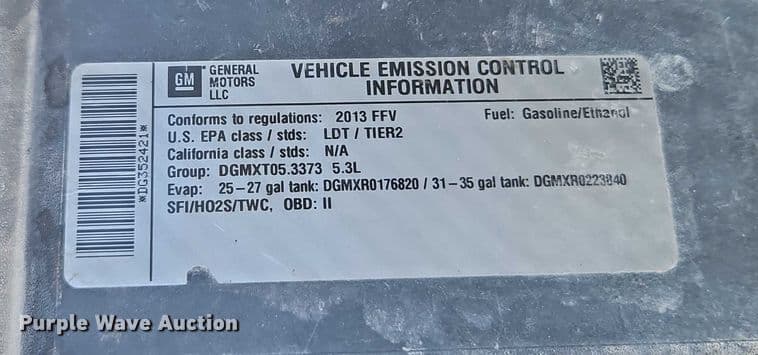 *DG352421*
GM
GENERAL
MOTORS
LLC
VEHICLE EMISSION CONTROL
INFORMATION
Conforms to regulations: 2013 FFV
Fuel: Gasoline/Ethanol
U.S. EPA class / stds: LDT / TIER2
California class / stds: N/A
Group: DGMXT05.3373 5.3L
Evap: 25-27 gal tank: DGMXR0176820 / 31-35 gal tank: DGMXR0223840
SFI/HO2S/TWC, OBD: II
Purple Wave Auction